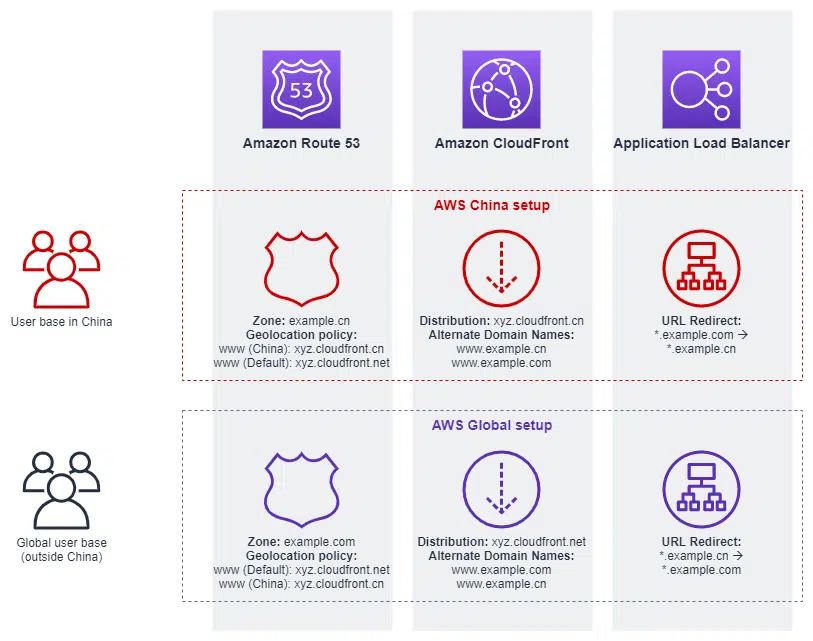 53
Amazon Route 53
Amazon CloudFront
Application Load Balancer
AWS China setup
User base in China
Zone: example.cn
Geolocation policy:
www (China): xyz.cloudfront.cn
www (Default): xyz.cloudfront.net
Distribution: xyz.cloudfront.cn
Alternate Domain Names:
www.example.cn
www.example.com
URL Redirect:
*.example.com →
*.example.cn
AWS Global setup
Global user base
(outside China)
Zone: example.com
Geolocation policy:
www (Default): xyz.cloudfront.net
www (China): xyz.cloudfront.cn
Distribution: xyz.cloudfront.net
Alternate Domain Names:
www.example.com
www.example.cn
URL Redirect:
*.example.cn →
*.example.com